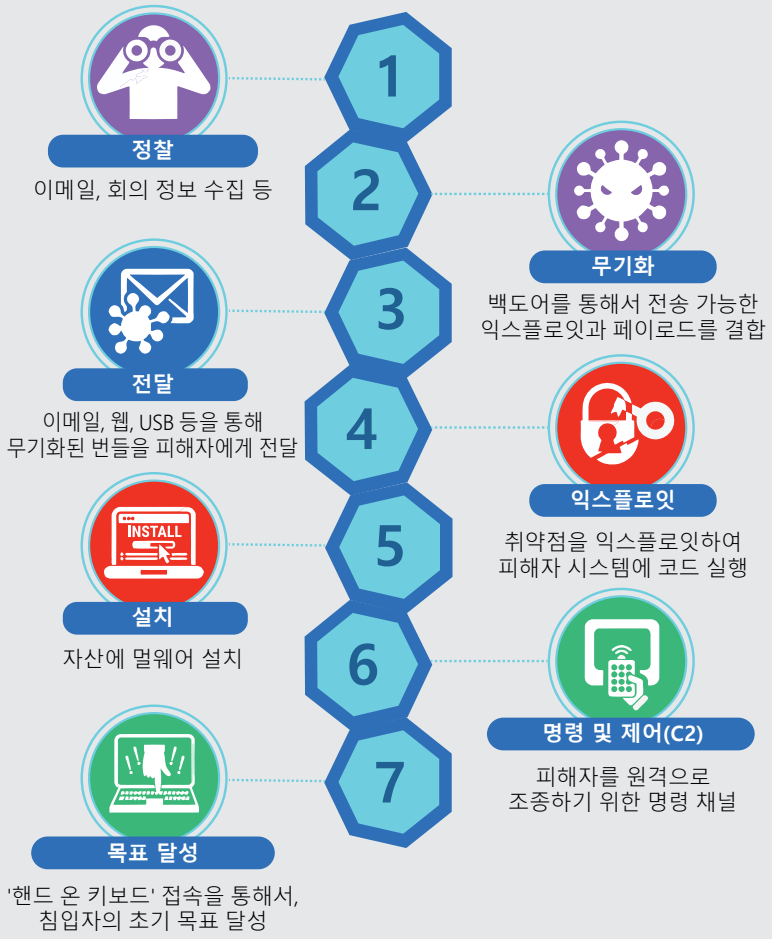 1
정찰
이메일, 회의 정보 수집 등
2
무기화
백도어를 통해서 전송 가능한
익스플로잇과 페이로드를 결합
3
전달
이메일, 웹, USB 등을 통해
무기화된 번들을 피해자에게 전달
4
익스플로잇
취약점을 익스플로잇하여
피해자 시스템에 코드 실행
5
INSTALL
설치
자산에 멀웨어 설치
6
명령 및 제어(C2)
피해자를 원격으로
조종하기 위한 명령 채널
7
목표 달성
'핸드 온 키보드' 접속을 통해서,
침입자의 초기 목표 달성